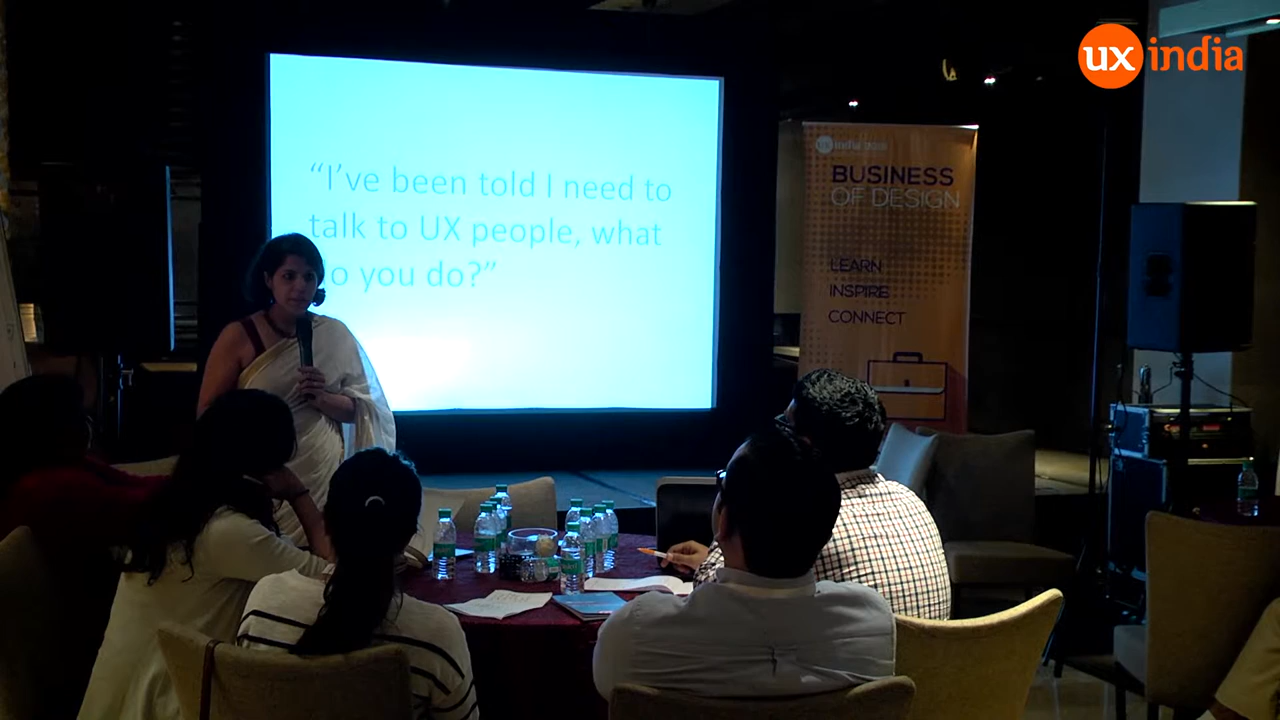 ux india
"I've been told I need to
talk to UX people, what
do you do?"
BUSINESS
OF DESIGN
LEARN
INSPIRE
CONNECT